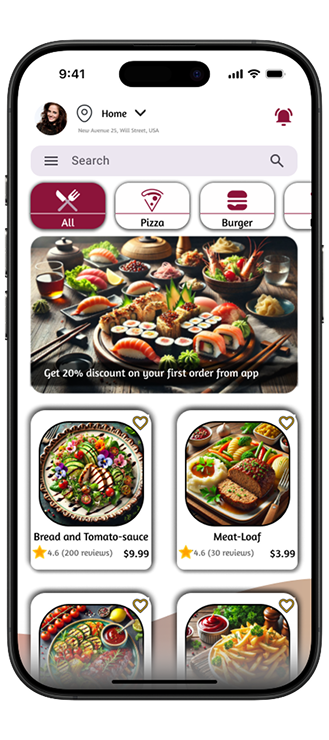 9:41
Home
New Avenue 25, Will Street, USA
Search
All
Pizza
Burger
Get 20% discount on your first order from app
Bread and Tomato-sauce
4.6 (200 reviews)
$9.99
Meat-Loaf
4.6 (30 reviews)
$3.99